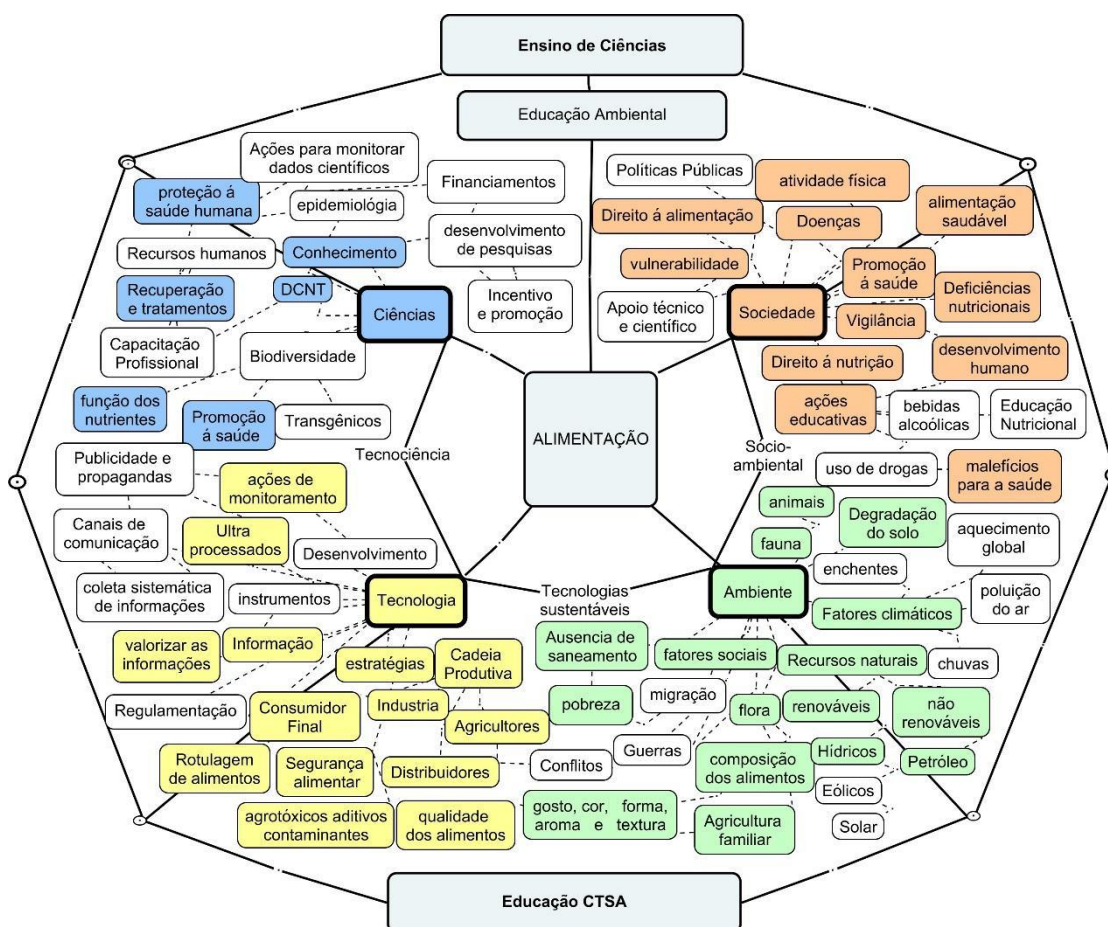 Ensino de Ciências
Educação Ambiental
Ações para monitorar
dados científicos
proteção á
saúde humana
epidemiológia
Financiamentos
Recursos humanos
Conhecimento
desenvolvimento
de pesquisas
Recuperação
e tratamentos
DCNT
Ciências
Incentivo
e promoção
Capacitação
Profissional
Biodiversidade
função dos
nutrientes
Promoção
á saúde
Transgênicos
Políticas Públicas
atividade física
Direito á alimentação
Doenças
alimentação
saudável
vulnerabilidade
Promoção
á saúde
Apoio técnico
e científico
Sociedade
Deficiências
nutricionais
Vigilância
Direito á nutrição
desenvolvimento
humano
ações
educativas
bebidas
alcoólicas
Educação
Nutricional
uso de drogas
malefícios
para a saúde
ALIMENTAÇÃO
Tecnociência
Socio-
ambiental
Tecnologias
sustentáveis
Publicidade e
propagandas
ações de
monitoramento
Canais de
comunicação
Ultra
processados
Desenvolvimento
coleta sistemática
de informações
instrumentos
Tecnologia
valorizar as
informações
Informação
estratégias
Cadeia
Produtiva
Regulamentação
Consumidor
Final
Industria
Agricultores
Rotulagem
de alimentos
Segurança
alimentar
Distribuidores
agrotóxicos aditivos
contaminantes
qualidade
dos alimentos
animais
Degradação
do solo
fauna
enchentes
aquecimento
global
Ambiente
Fatores climáticos
poluição
do ar
chuvas
Ausencia de
saneamento
fatores sociais
Recursos naturais
pobreza
migração
flora
renováveis
não
renováveis
Guerras
Conflitos
Hídricos
Petróleo
composição
dos alimentos
Eólicos
gosto, cor, forma,
aroma e textura
Agricultura
familiar
Solar
Educação CTSA